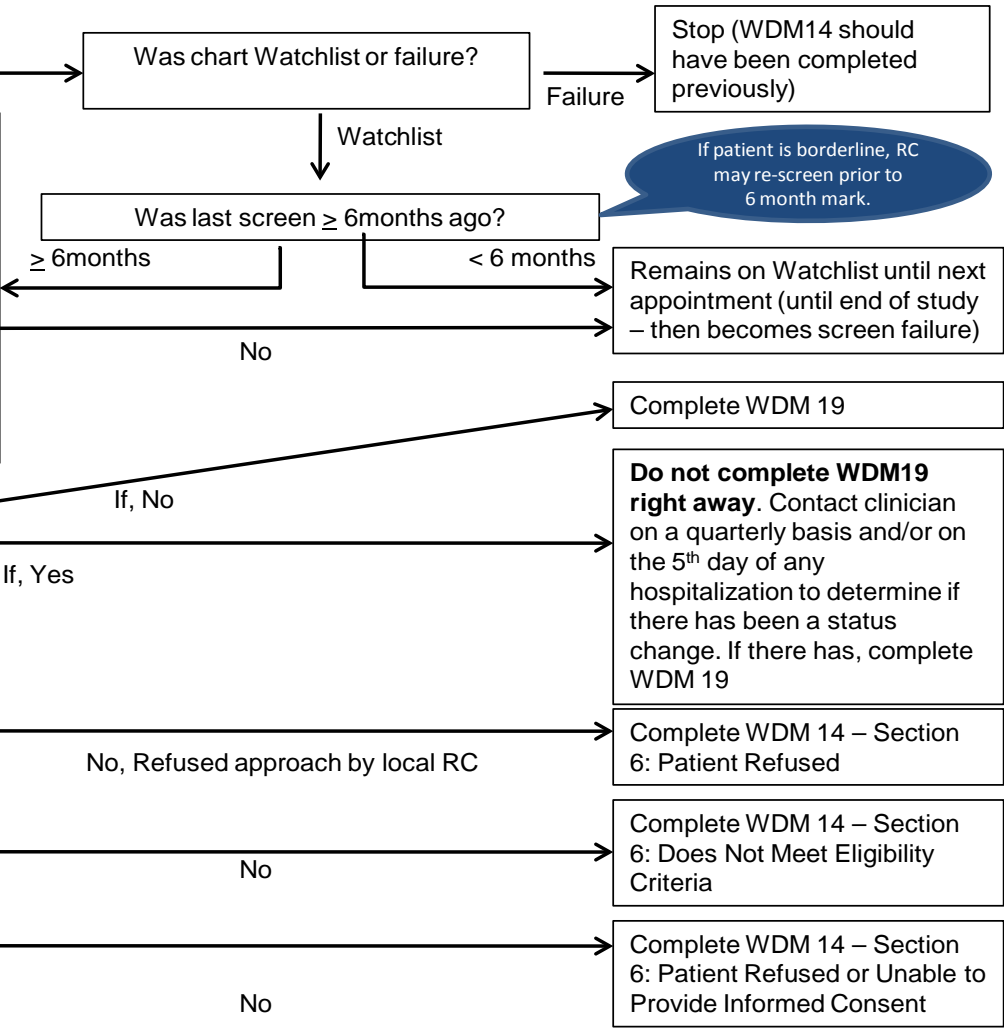 Was chart Watchlist or failure?
Failure
Stop (WDM14 should
have been completed
previously)
Watchlist
If patient is borderline, RC
may re-screen prior to
6 month mark.
Was last screen ≥ 6months ago?
≥ 6months
< 6 months
Remains on Watchlist until next
appointment (until end of study
– then becomes screen failure)
No
Complete WDM 19
If, No
Do not complete WDM19
right away. Contact clinician
on a quarterly basis and/or on
the 5th day of any
hospitalization to determine if
there has been a status
change. If there has, complete
WDM 19
If, Yes
No, Refused approach by local RC
Complete WDM 14 – Section
6: Patient Refused
No
Complete WDM 14 – Section
6: Does Not Meet Eligibility
Criteria
No
Complete WDM 14 – Section
6: Patient Refused or Unable to
Provide Informed Consent